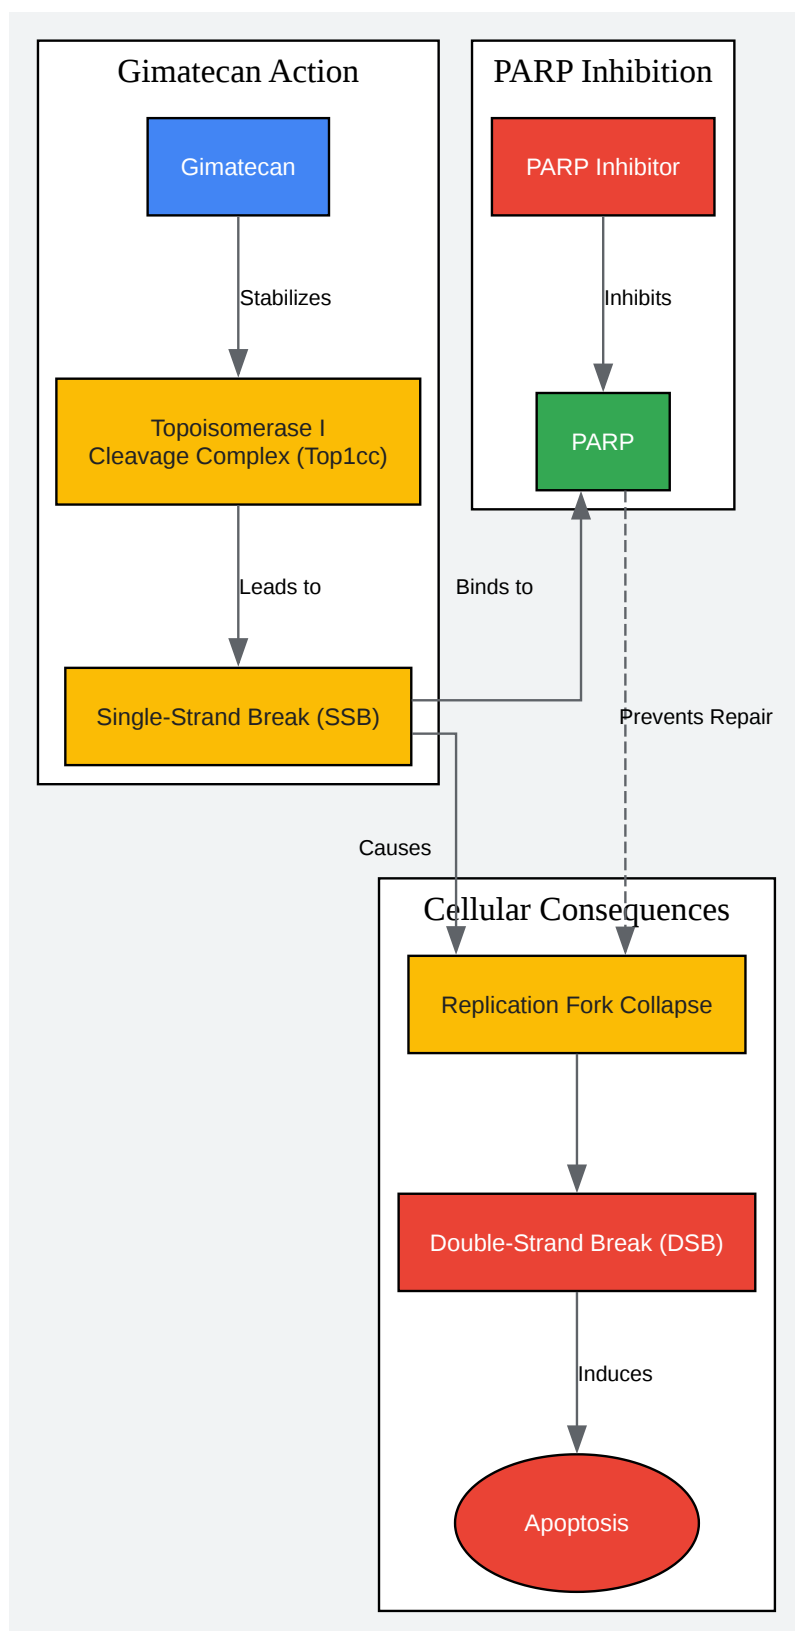 Gimatecan Action
Gimatecan
Stabilizes
Topoisomerase I
Cleavage Complex (Top1cc)
Leads to
Single-Strand Break (SSB)
PARP Inhibition
PARP Inhibitor
Inhibits
PARP
Binds to
Prevents Repair
Causes
Cellular Consequences
Replication Fork Collapse
Double-Strand Break (DSB)
Induces
Apoptosis